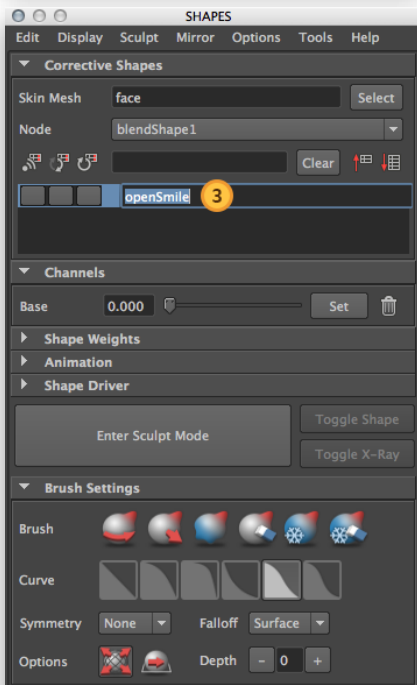 SHAPES
Edit Display Sculpt Mirror Options Tools Help
Corrective Shapes
Skin Mesh face Select
Node blendShape1
Clear
openSmile 3
Channels
Base 0.000 Set
Shape Weights
Animation
Shape Driver
Enter Sculpt Mode Toggle Shape
Toggle X-Ray
Brush Settings
Brush
Curve
Symmetry None Falloff Surface
Options Depth - 0 +